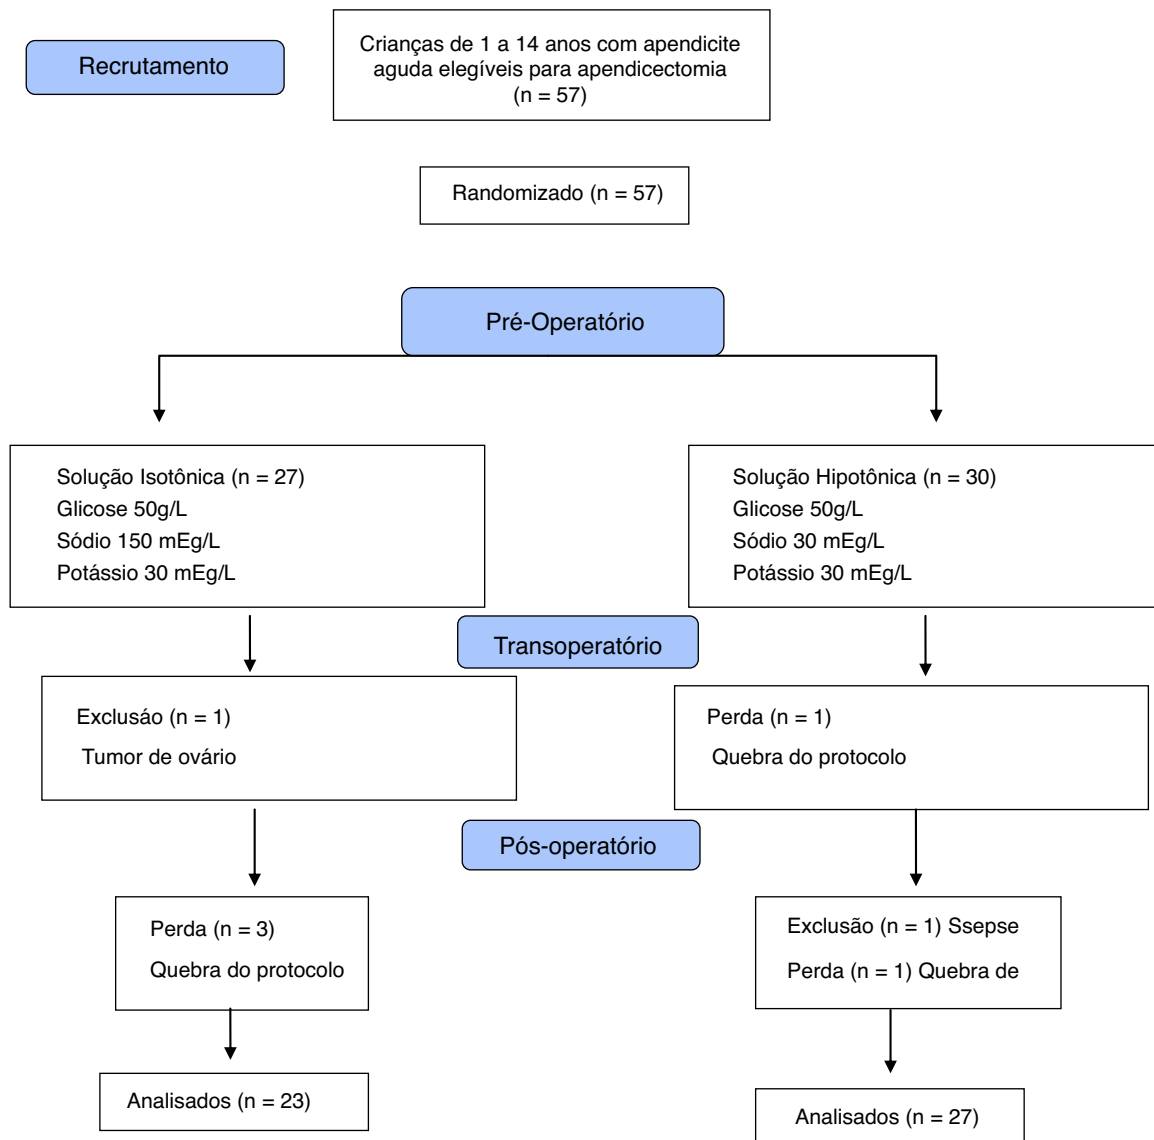 Recrutamento
Crianças de 1 a 14 anos com apendicite
aguda elegíveis para apendicectomia
(n = 57)
Randomizado (n = 57)
Pré-Operatório
Solução Isotônica (n = 27)
Glicose 50g/L
Sódio 150 mEg/L
Potássio 30 mEg/L
Solução Hipotônica (n = 30)
Glicose 50g/L
Sódio 30 mEg/L
Potássio 30 mEg/L
Transoperatório
Exclusáo (n = 1)
Tumor de ovário
Perda (n = 1)
Quebra do protocolo
Pós-operatório
Perda (n = 3)
Quebra do protocolo
Exclusão (n = 1) Ssepse
Perda (n = 1) Quebra de
Analisados (n = 23)
Analisados (n = 27)